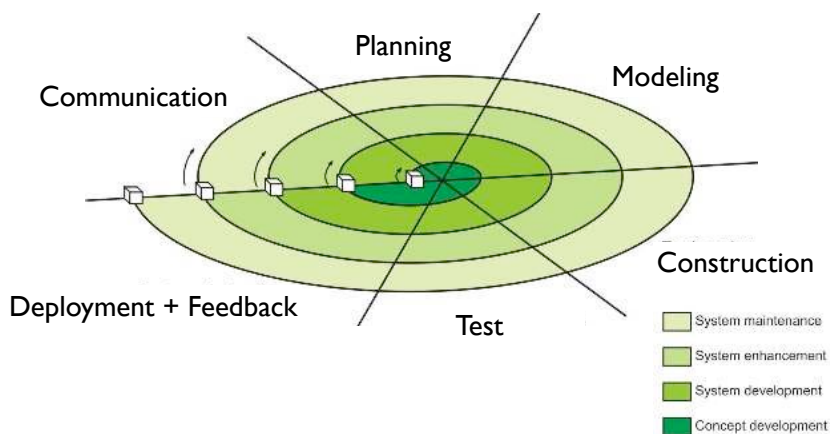 Planning
Modeling
Communication
Construction
Deployment + Feedback
Test
System maintenance
System enhancement
System development
Concept development